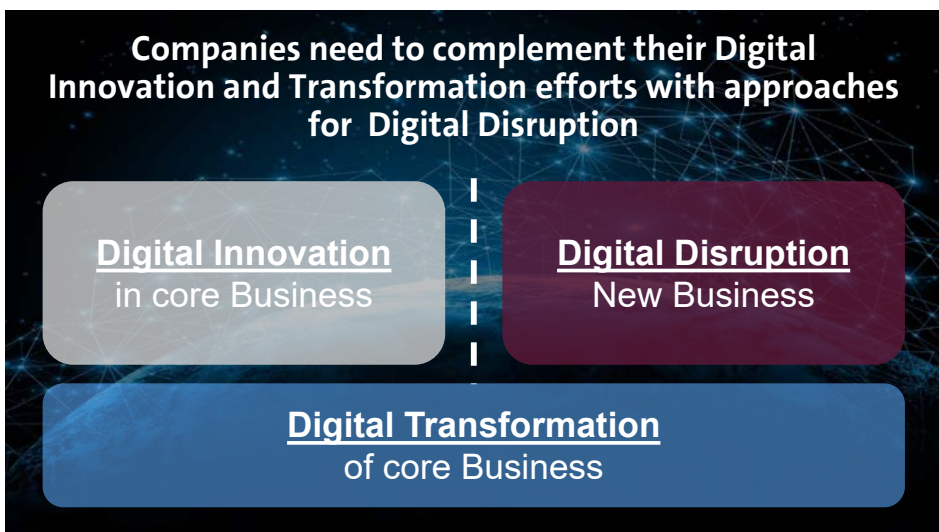 Companies need to complement their Digital
Innovation and Transformation efforts with approaches
for Digital Disruption
Digital Innovation
in core Business
Digital Disruption
New Business
Digital Transformation
of core Business